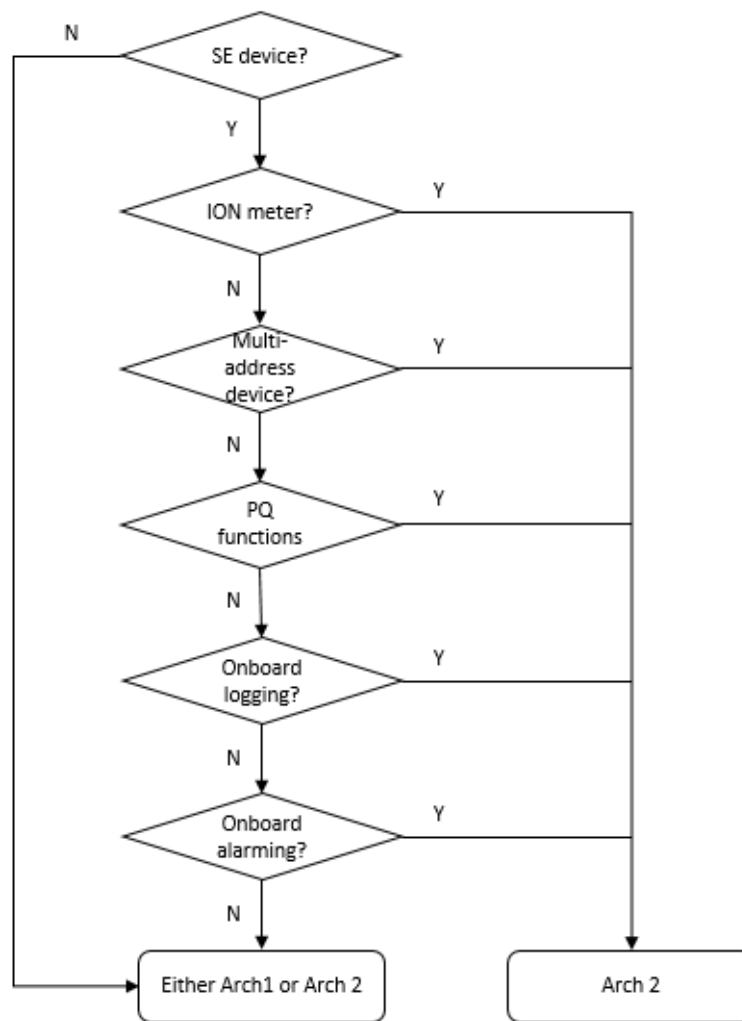 N
SE device?
Y
ION meter?
Y
N
Multi-
address
device?
Y
N
PQ
functions
Y
N
Onboard
logging?
Y
N
Onboard
alarming?
Y
N
Either Arch1 or Arch 2
Arch 2